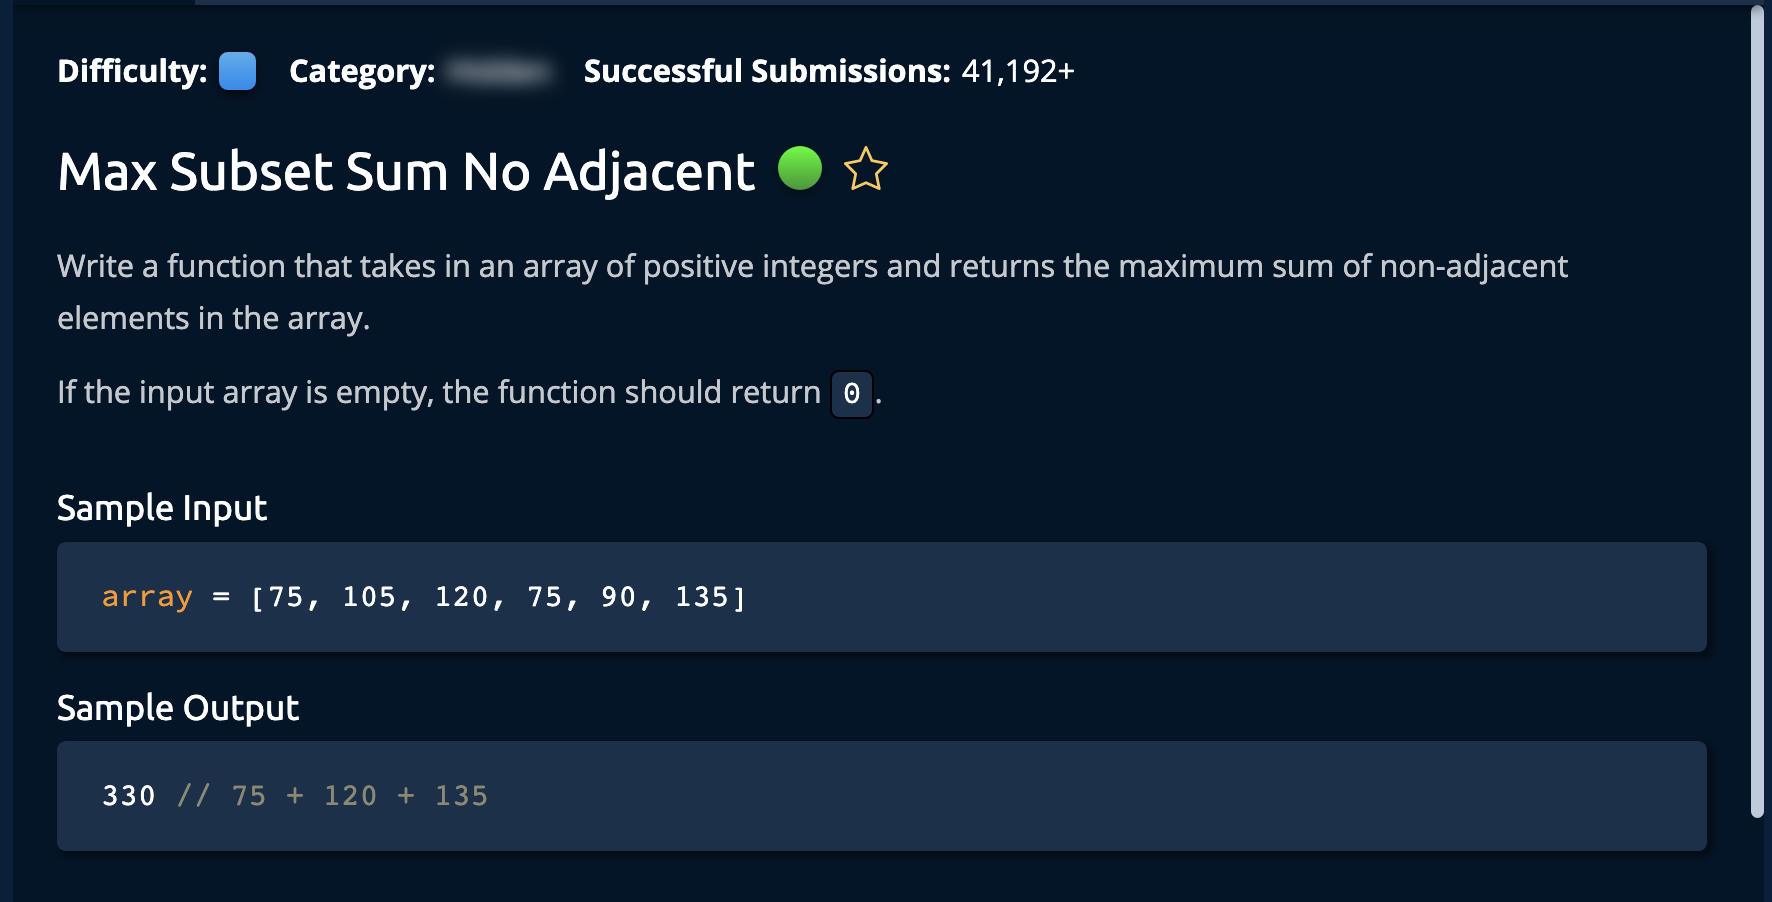 Difficulty: Category: Successful Submissions: 41,192+
Max Subset Sum No Adjacent
Write a function that takes in an array of positive integers and returns the maximum sum of non-adjacent
elements in the array.
If the input array is empty, the function should return 0.
Sample Input
array = [75, 105, 120, 75, 90, 135]
Sample Output
330 // 75 + 120 + 135